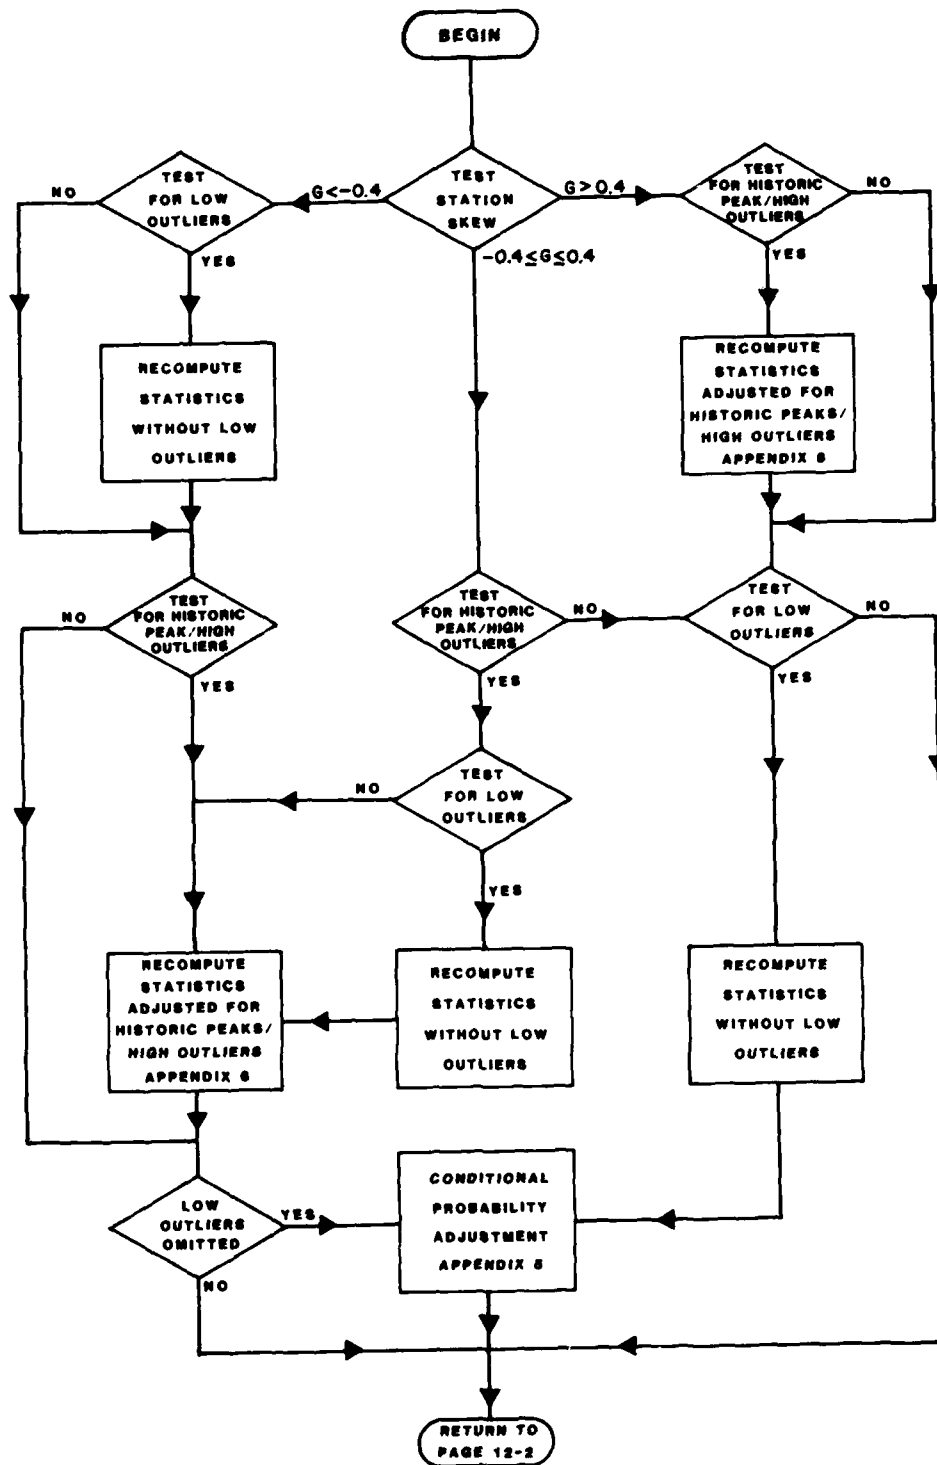 BEGIN
TEST
STATION
SKEW
G<-0.4
G>0.4
-0.4≤G≤0.4
TEST
FOR LOW
OUTLIERS
NO
YES
TEST
FOR HISTORIC
PEAK/HIGH
OUTLIERS
NO
YES
RECOMPUTE
STATISTICS
WITHOUT LOW
OUTLIERS
RECOMPUTE
STATISTICS
ADJUSTED FOR
HISTORIC PEAKS/
HIGH OUTLIERS
APPENDIX 6
TEST
FOR HISTORIC
PEAK/HIGH
OUTLIERS
NO
YES
TEST
FOR HISTORIC
PEAK/HIGH
OUTLIERS
NO
YES
TEST
FOR LOW
OUTLIERS
NO
YES
TEST
FOR LOW
OUTLIERS
NO
YES
RECOMPUTE
STATISTICS
ADJUSTED FOR
HISTORIC PEAKS/
HIGH OUTLIERS
APPENDIX 6
RECOMPUTE
STATISTICS
WITHOUT LOW
OUTLIERS
RECOMPUTE
STATISTICS
WITHOUT LOW
OUTLIERS
LOW
OUTLIERS
OMITTED
YES
NO
CONDITIONAL
PROBABILITY
ADJUSTMENT
APPENDIX 5
RETURN TO
PAGE 12-2